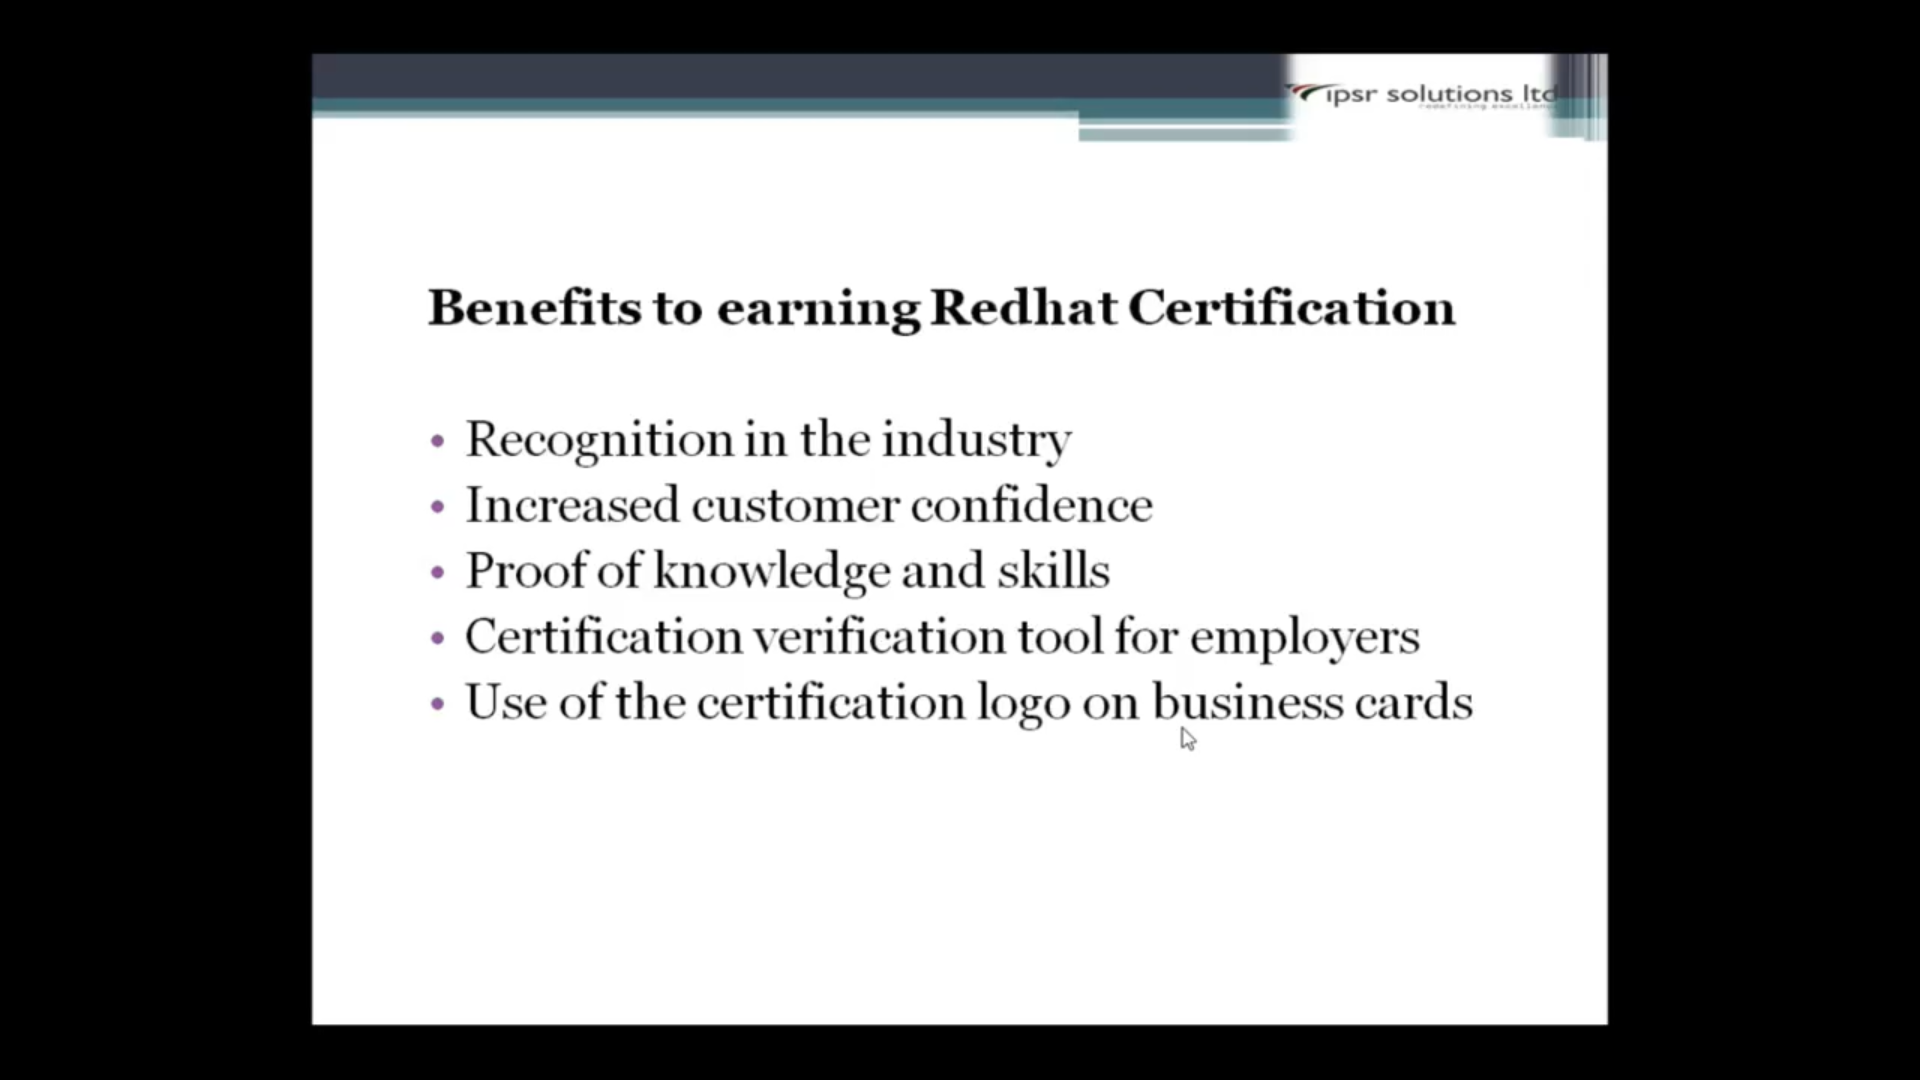 ipsr solutions ltd
Benefits to earning Redhat Certification
• Recognition in the industry
• Increased customer confidence
• Proof of knowledge and skills
• Certification verification tool for employers
• Use of the certification logo on business cards